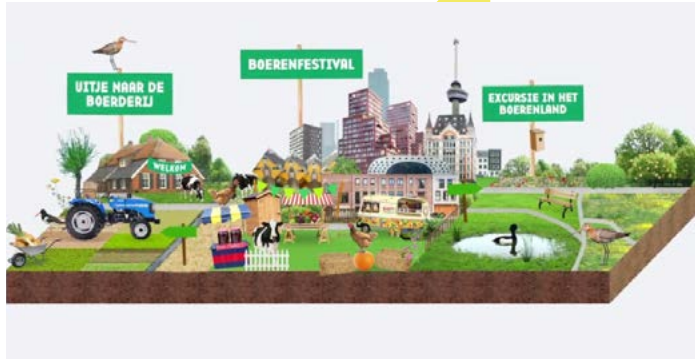 UITJE NAAR DE
BOERDERIJ
BOERENFESTIVAL
EXCURSIE IN HET
BOERENLAND
WELKOM